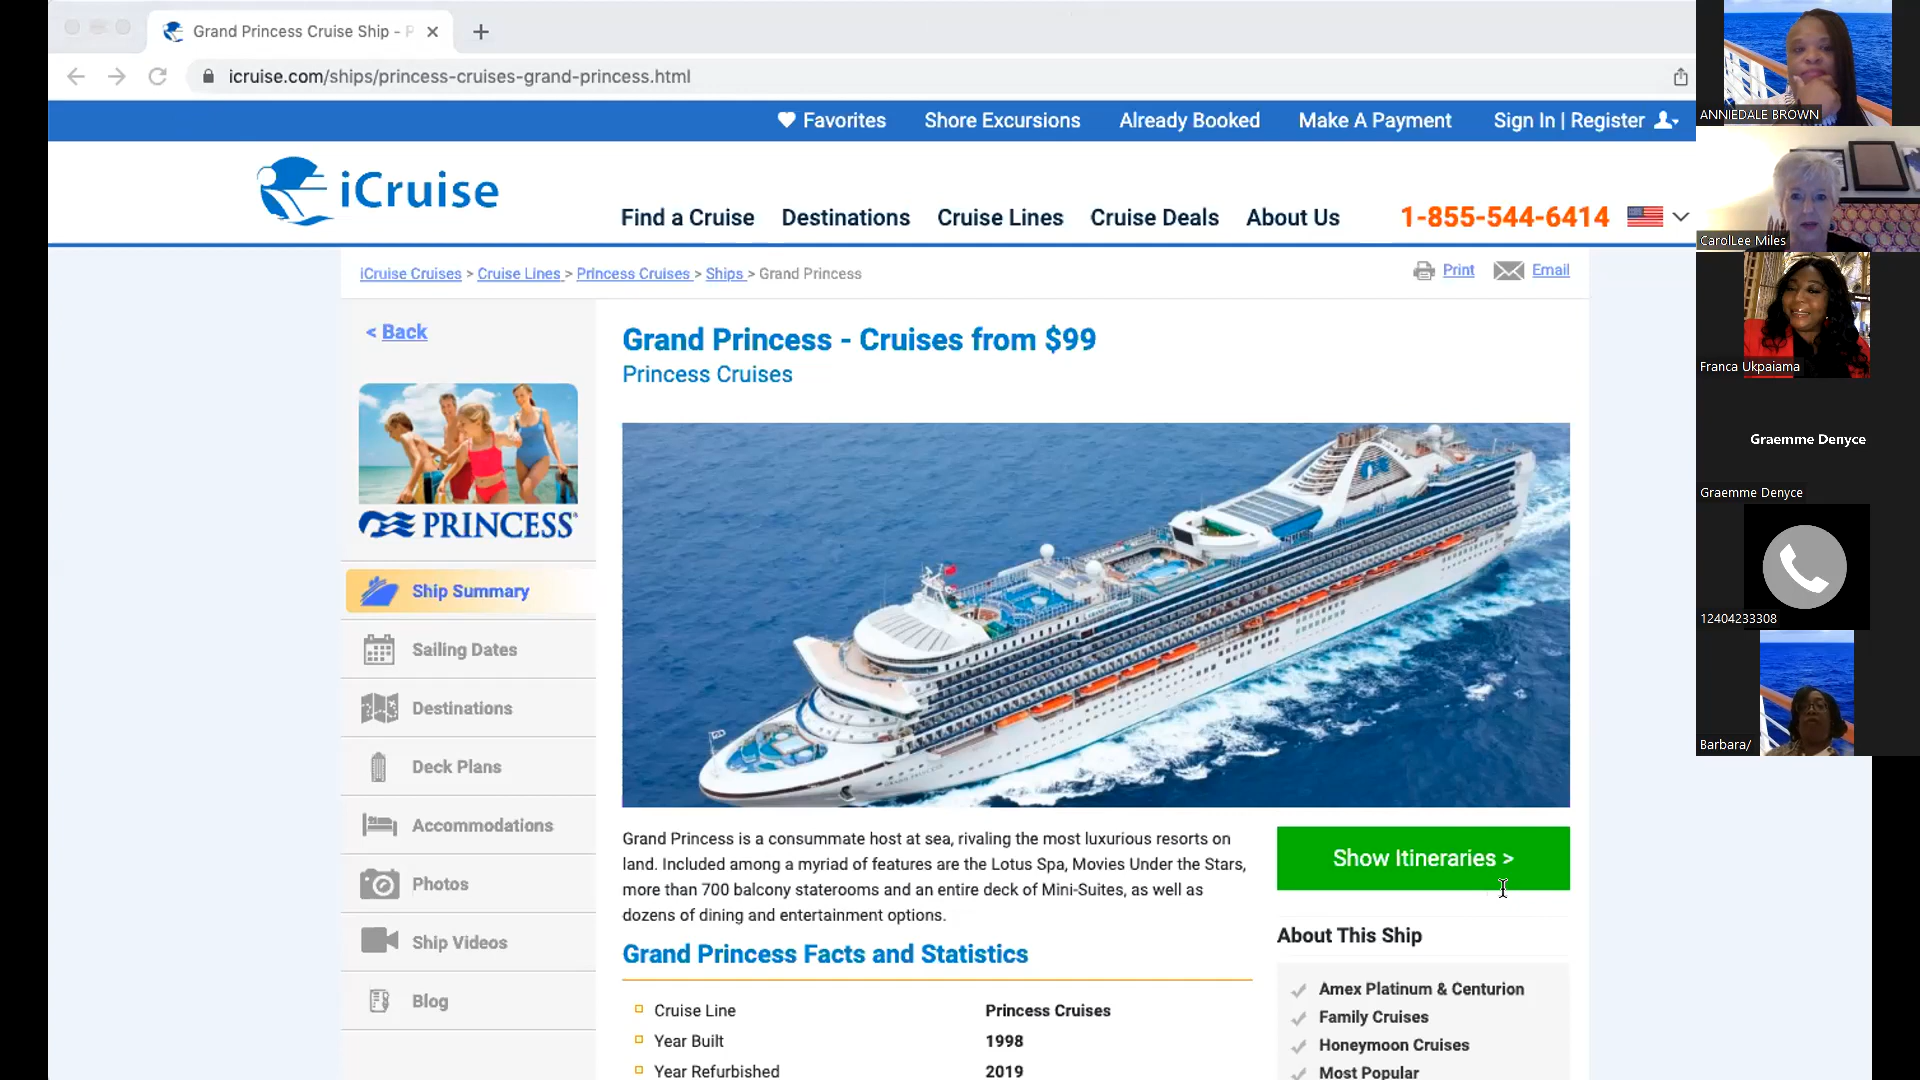 Grand Princess Cruise Ship - P
icruise.com/ships/princess-cruises-grand-princess.html
Favorites
Shore Excursions
Already Booked
Make A Payment
Sign In | Register
iCruise
Find a Cruise
Destinations
Cruise Lines
Cruise Deals
About Us
1-855-544-6414
iCruise Cruises > Cruise Lines > Princess Cruises > Ships > Grand Princess
Print
Email
< Back
PRINCESS
Ship Summary
Sailing Dates
Destinations
Deck Plans
Accommodations
Photos
Ship Videos
Blog
Grand Princess - Cruises from $99
Princess Cruises
Grand Princess is a consummate host at sea, rivaling the most luxurious resorts on
land. Included among a myriad of features are the Lotus Spa, Movies Under the Stars,
more than 700 balcony staterooms and an entire deck of Mini-Suites, as well as
dozens of dining and entertainment options.
Grand Princess Facts and Statistics
Cruise Line Princess Cruises
Year Built 1998
Year Refurbished 2019
Show Itineraries >
About This Ship
Amex Platinum & Centurion
Family Cruises
Honeymoon Cruises
Most Popular
ANNIEDALE BROWN
CarolLee Miles
Franca Ukpaiama
Graemme Denyce
Graemme Denyce
12404233308
Barbara/